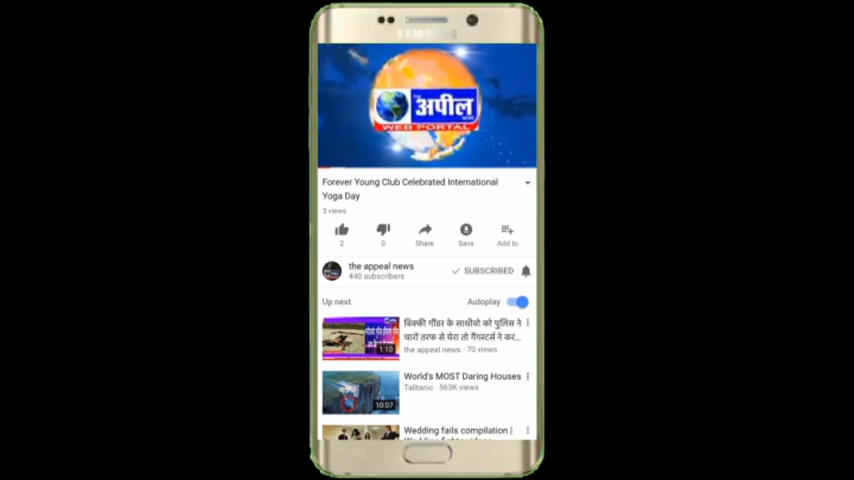 SAMSUNG
अपील
WEB PORTAL
Forever Young Club Celebrated International
Yoga Day
3 views
2
0
Share
Save
Add to
the appeal news
440 subscribers
SUBSCRIBED
Up next
Autoplay
विक्की गौंडर के साथीयो को पुलिस ने
चारों तरफ से घेरा तो गैंगस्टर्स ने कर...
the appeal news · 70 views
1:10
World's MOST Daring Houses
Talltanic · 563K views
10:07
Wedding fails compilation |